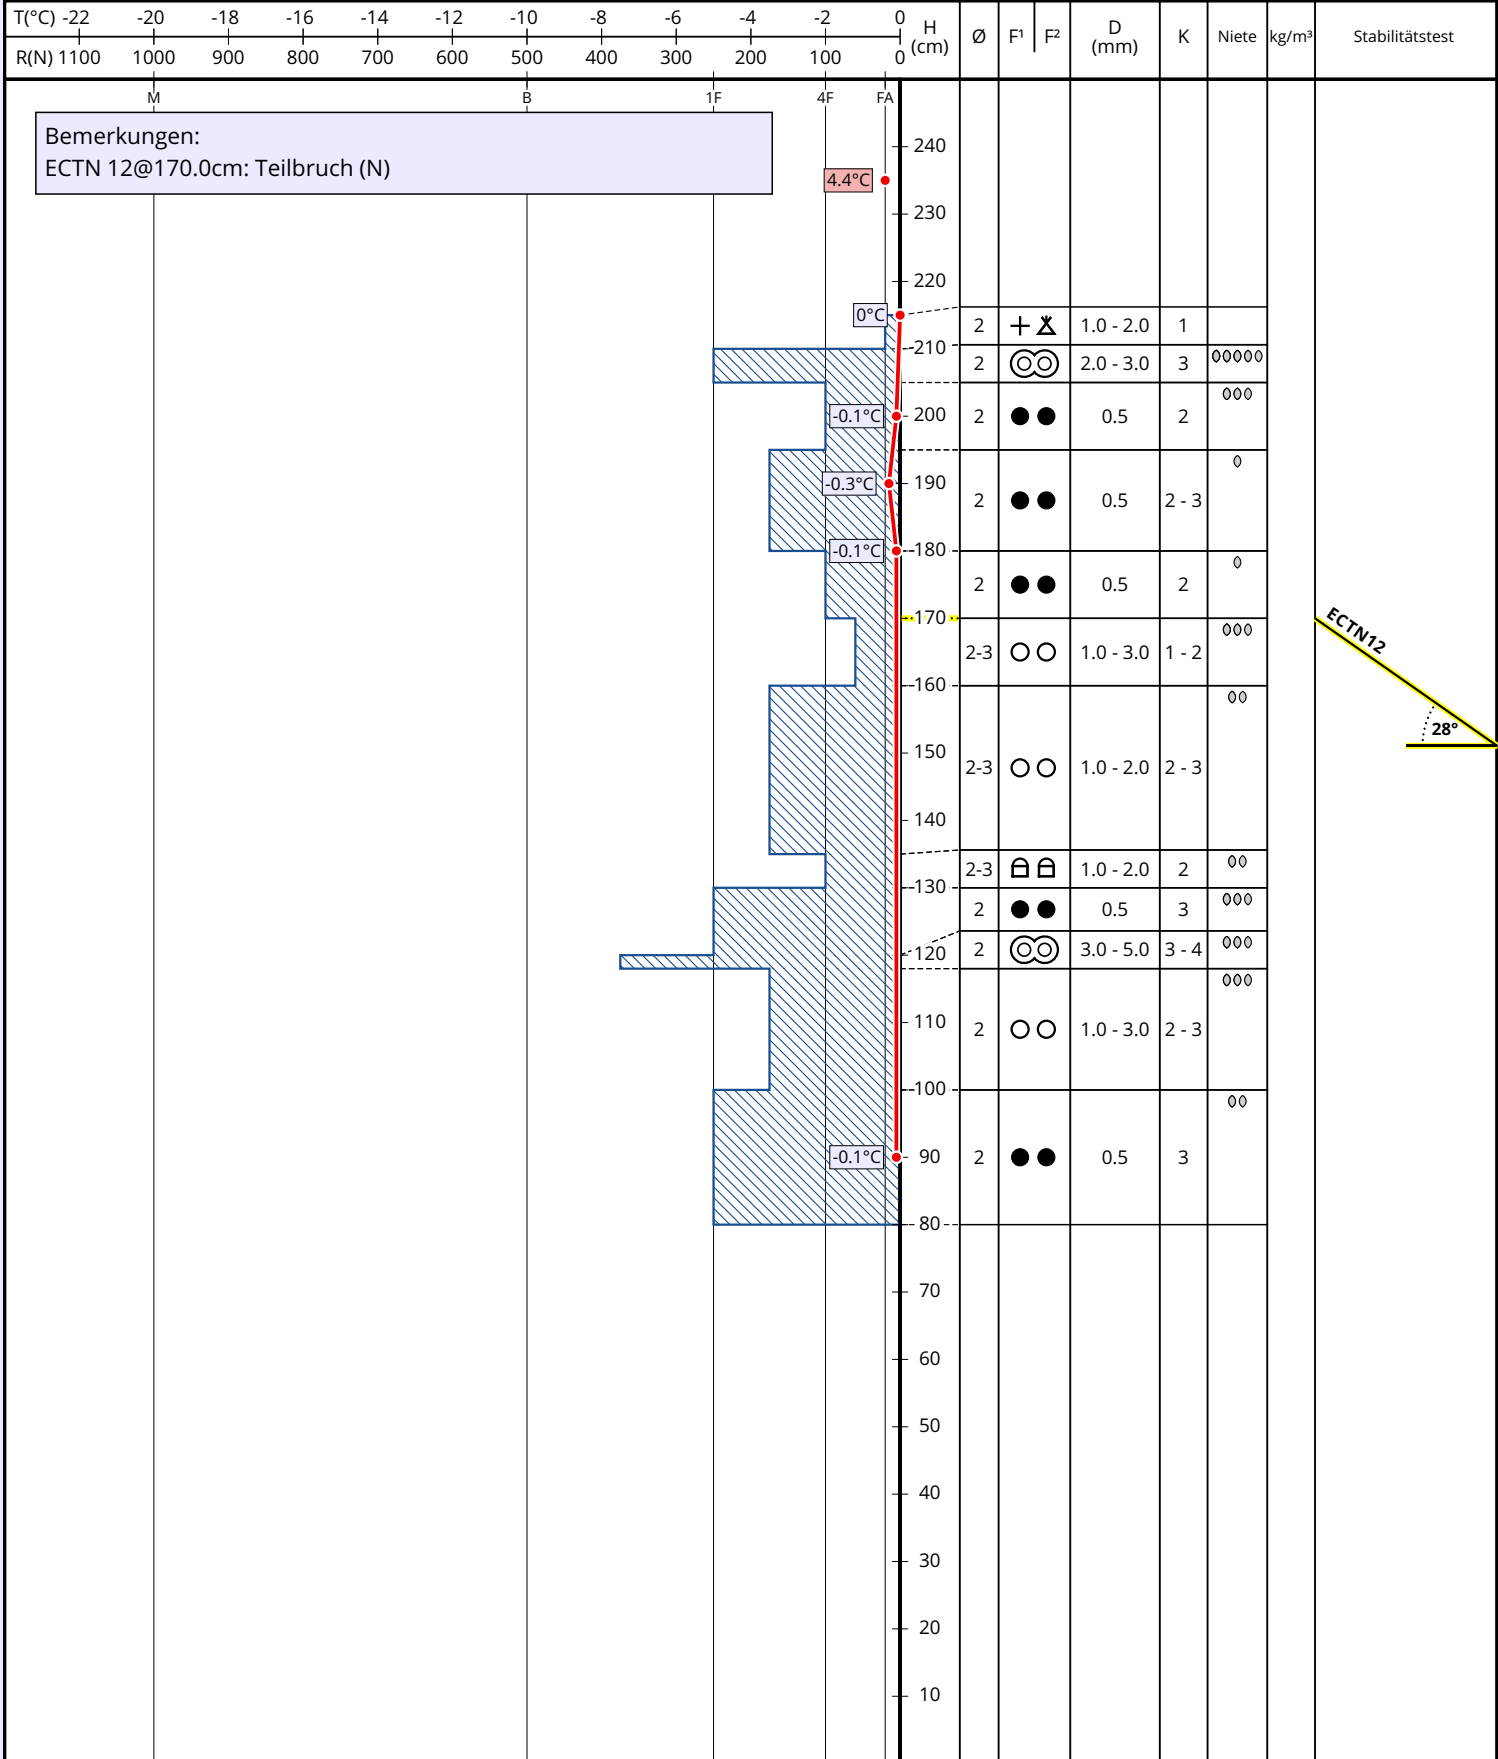 T(°C) -22 -20 -18 -16 -14 -12 -10 -8 -6 -4 -2 0
R(N) 1100 1000 900 800 700 600 500 400 300 200 100 0
H (cm) Ø F¹ F² D (mm) K Niete kg/m³ Stabilitätstest
M B 1F 4F FA
Bemerkungen:
ECTN 12@170.0cm: Teilbruch (N)
240
4.4°C
230
220
0°C
2 1.0 - 2.0 1
210
2 2.0 - 3.0 3
-0.1°C 200 2 0.5 2
-0.3°C 190
2 0.5 2 - 3
-0.1°C 180
2 0.5 2
170
ECTN12
2-3 1.0 - 3.0 1 - 2
160
28°
150
2-3 1.0 - 2.0 2 - 3
140
2-3 1.0 - 2.0 2
130
2 0.5 3
120 2 3.0 - 5.0 3 - 4
110 2 1.0 - 3.0 2 - 3
100
-0.1°C 90 2 0.5 3
80
70
60
50
40
30
20
10